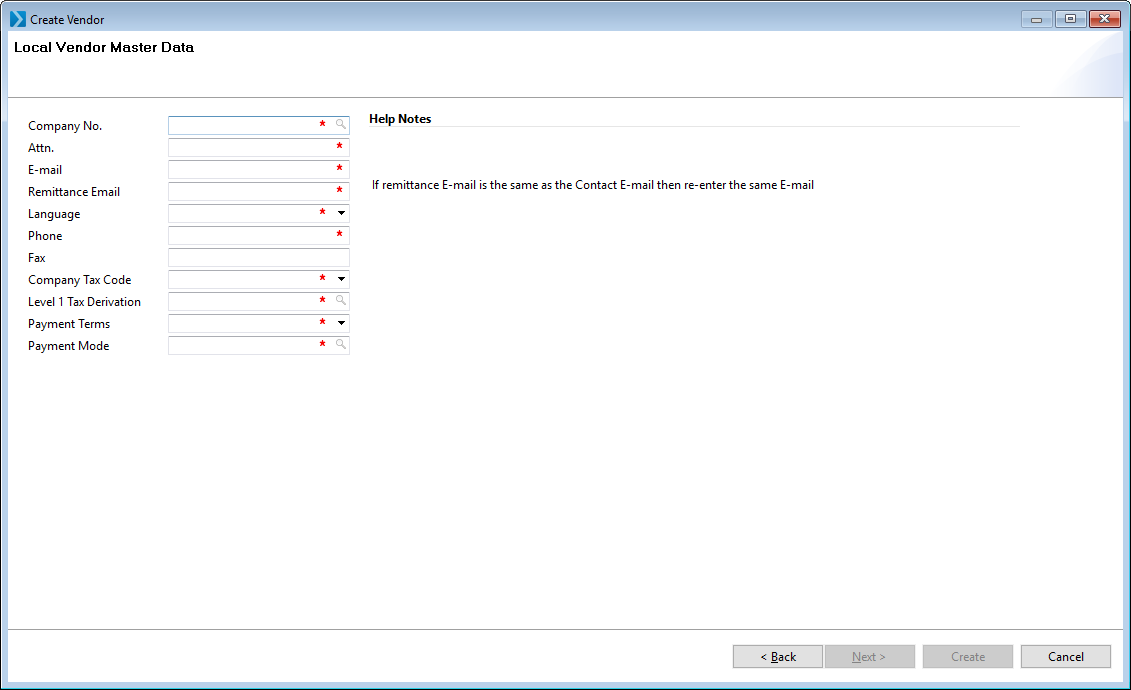 Create Vendor
Local Vendor Master Data
Company No. *
Help Notes
Attn. *
E-mail *
Remittance Email *
If remittance E-mail is the same as the Contact E-mail then re-enter the same E-mail
Language *
Phone *
Fax
Company Tax Code *
Level 1 Tax Derivation *
Payment Terms *
Payment Mode *
< Back Next > Create Cancel